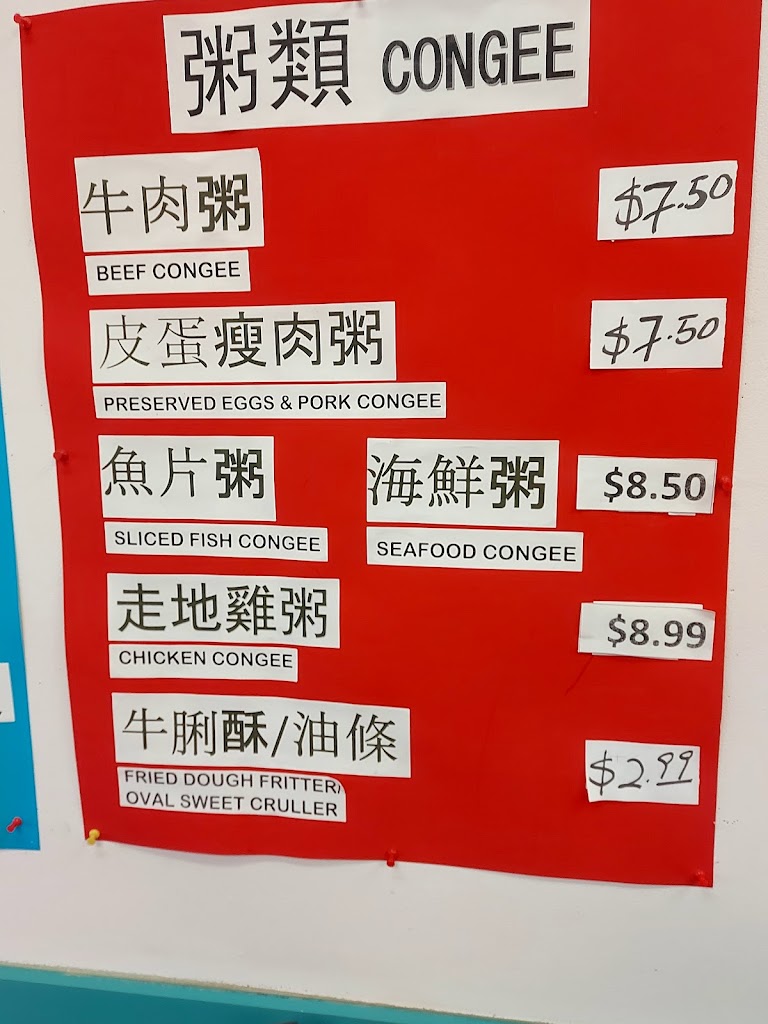 粥類 CONGEE
牛肉粥 $7.50
BEEF CONGEE
皮蛋瘦肉粥 $7.50
PRESERVED EGGS & PORK CONGEE
魚片粥 海鮮粥 $8.50
SLICED FISH CONGEE SEAFOOD CONGEE
走地雞粥 $8.99
CHICKEN CONGEE
牛脷酥/油條 $2.99
FRIED DOUGH FRITTER/
OVAL SWEET CRULLER